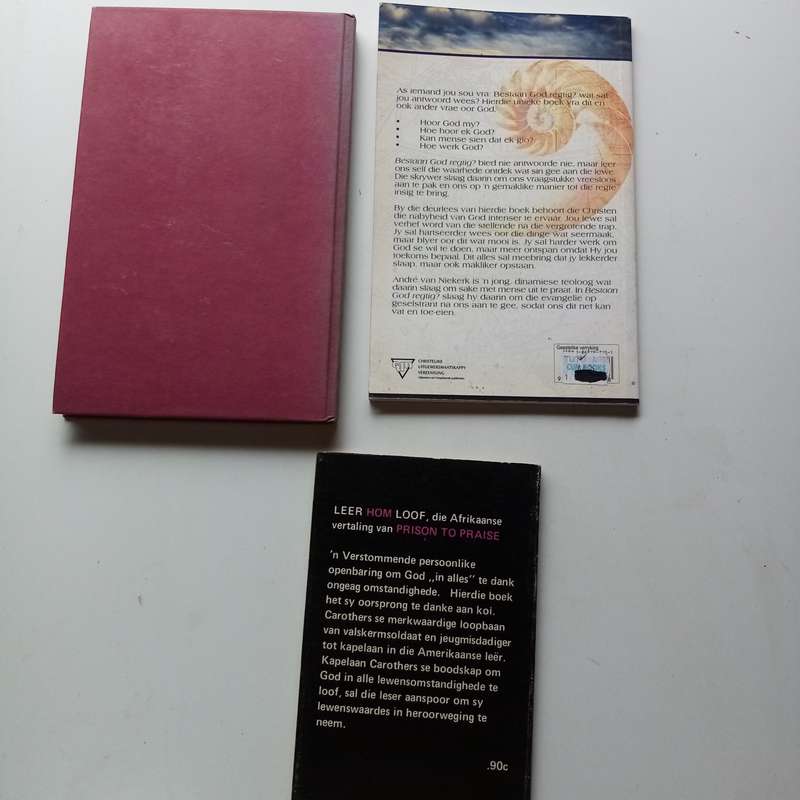 As iemand jou sou vra: Bestaan God regtig? wat sal
jou antwoord wees? Hierdie unieke boek vra dit en
ook ander vrae oor God.
• Hoor God my?
• Hoe hoor ek God?
• Kan mense sien dat ek glo?
• Hoe werk God?
Bestaan God regtig? bied nie antwoorde nie, maar leer
ons self die waarhede ontdek wat sin gee aan die lewe.
Die skrywer slaag daarin om ons vraagstukke vreesloos
aan te pak en ons op 'n gemaklike manier tot die regte
insig te bring.
By die deurlees van hierdie boek behoort die Christen
die nabyheid van God intenser te ervaar. Jou lewe sal
verhef word van die stellende na die vergrotende trap.
Jy sal hartseerder wees oor die dinge wat seermaak,
maar blyer oor dit wat mooi is. Jy sal harder werk om
God se wil te doen, maar meer ontspan omdat Hy jou
toekoms bepaal. Dit alles sal meebring dat jy lekkerder
slaap, maar ook makliker opstaan.
André van Niekerk is 'n jong, dinamiese teoloog wat
daarin slaag om sake met mense uit te praat. In Bestaan
God regtig? slaag hy daarin om die evangelie op
geselstrant na ons aan te gee, sodat ons dit net kan
vat en toe-eien.
CHRISTELIKE
UITGEWERSMAATSKAPPY
VERENIGING
Geestelike verryking
LEER HOM LOOF, die Afrikaanse
vertaling van PRISON TO PRAISE
'n Verstommende persoonlike
openbaring om God „in alles" te dank
ongeag omstandighede. Hierdie boek
het sy oorsprong te danke aan kol.
Carothers se merkwaardige loopbaan
van valskermsoldaat en jeugmisdadiger
tot kapelaan in die Amerikaanse leër.
Kapelaan Carothers se boodskap om
God in alle lewensomstandighede te
loof, sal die leser aanspoor om sy
lewenswaardes in heroorweging te
neem.
.90c